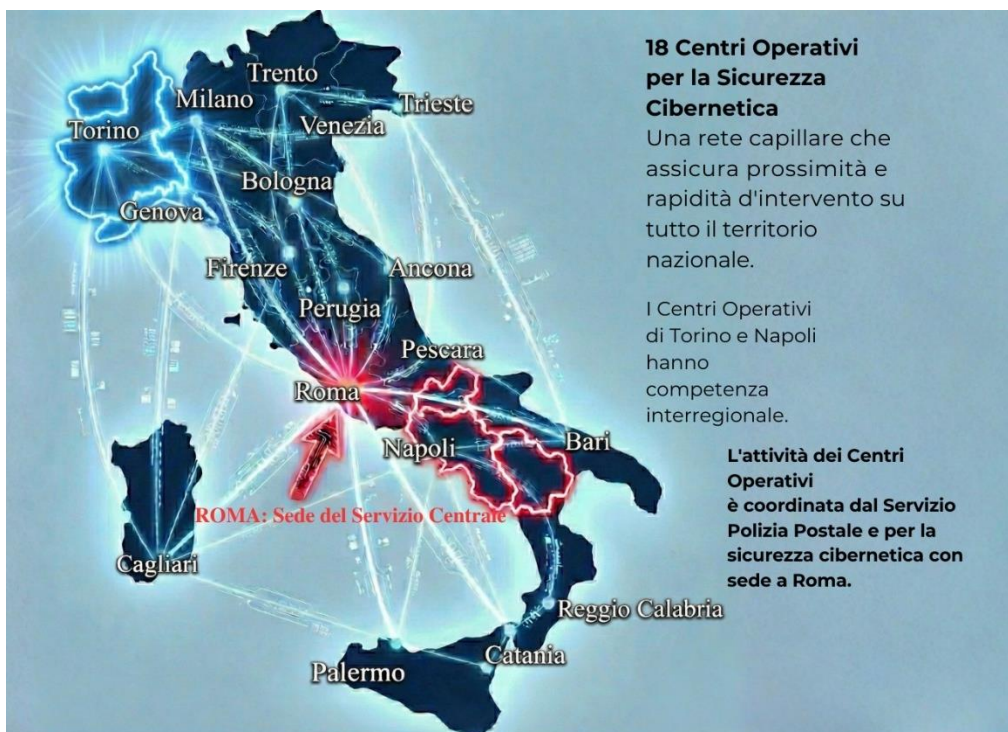 Trento
Milano
Trieste
Torino
Venezia
Bologna
Genova
Firenze
Ancona
Perugia
Pescara
Roma
Napoli
Bari
ROMA: Sede del Servizio Centrale
Cagliari
Reggio Calabria
Catania
Palermo
18 Centri Operativi
per la Sicurezza
Cibernetica
Una rete capillare che
assicura prossimità e
rapidità d'intervento su
tutto il territorio
nazionale.
I Centri Operativi
di Torino e Napoli
hanno
competenza
interregionale.
L'attività dei Centri
Operativi
è coordinata dal Servizio
Polizia Postale e per la
sicurezza cibernetica con
sede a Roma.